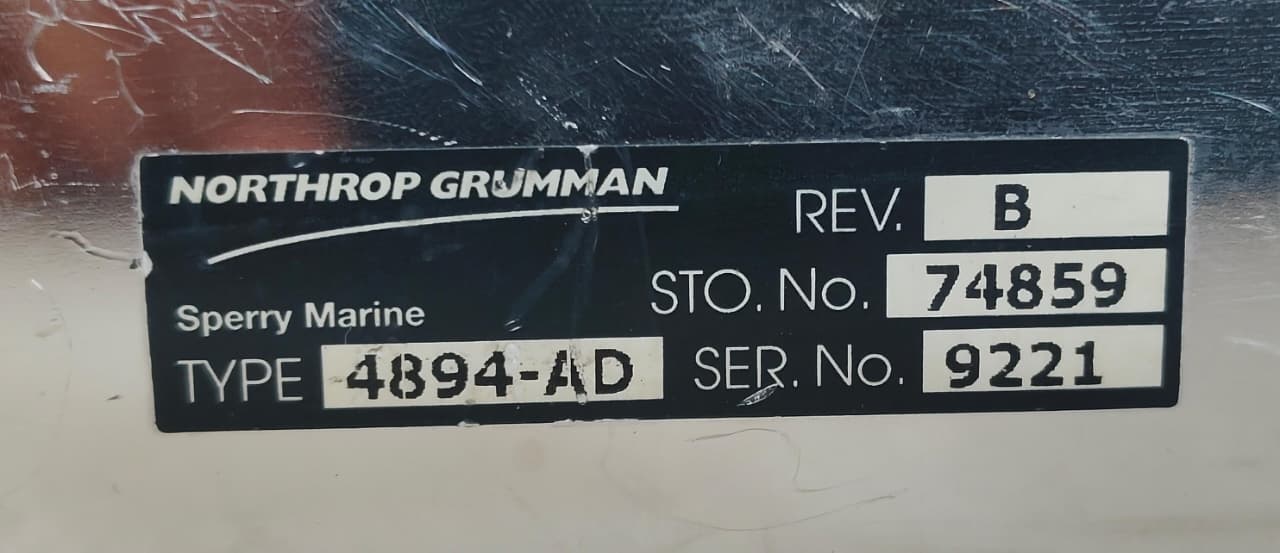 NORTHROP GRUMMAN
REV. B
STO. No. 74859
Sperry Marine
TYPE 4894-AD
SER. No. 9221